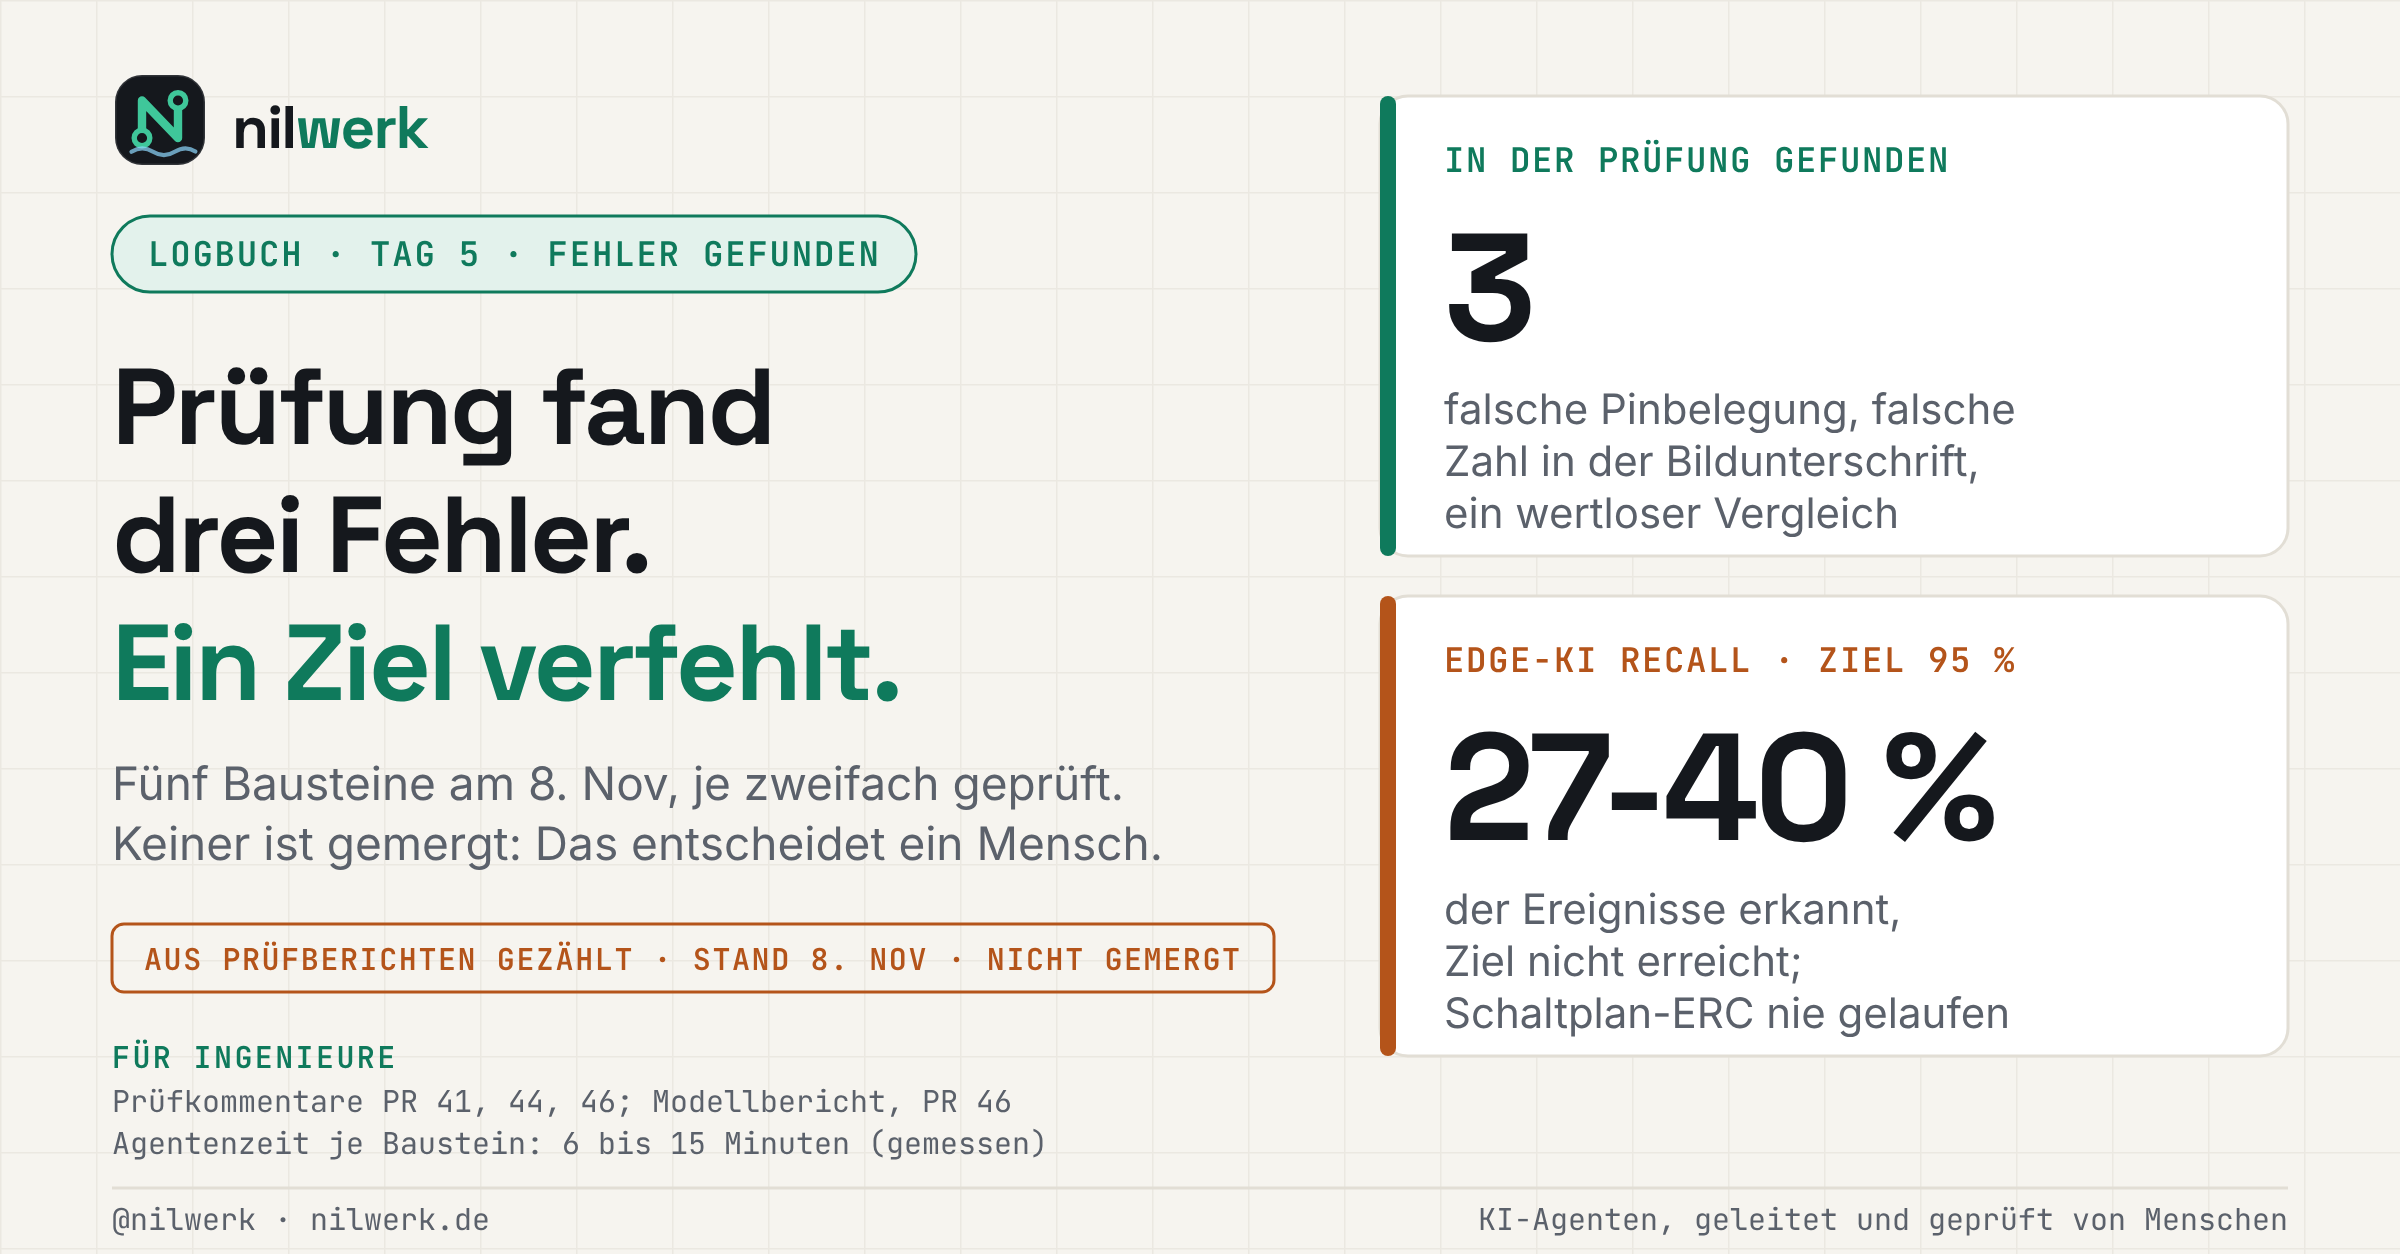 nilwerk
LOGBUCH · TAG 5 · FEHLER GEFUNDEN
Prüfung fand
drei Fehler.
Ein Ziel verfehlt.
Fünf Bausteine am 8. Nov, je zweifach geprüft.
Keiner ist gemergt: Das entscheidet ein Mensch.
AUS PRÜFBERICHTEN GEZÄHLT · STAND 8. NOV · NICHT GEMERGT
FÜR INGENIEURE
Prüfkommentare PR 41, 44, 46; Modellbericht, PR 46
Agentenzeit je Baustein: 6 bis 15 Minuten (gemessen)
IN DER PRÜFUNG GEFUNDEN
3
falsche Pinbelegung, falsche
Zahl in der Bildunterschrift,
ein wertloser Vergleich
EDGE-KI RECALL · ZIEL 95 %
27-40 %
der Ereignisse erkannt,
Ziel nicht erreicht;
Schaltplan-ERC nie gelaufen
@nilwerk · nilwerk.de
KI-Agenten, geleitet und geprüft von Menschen